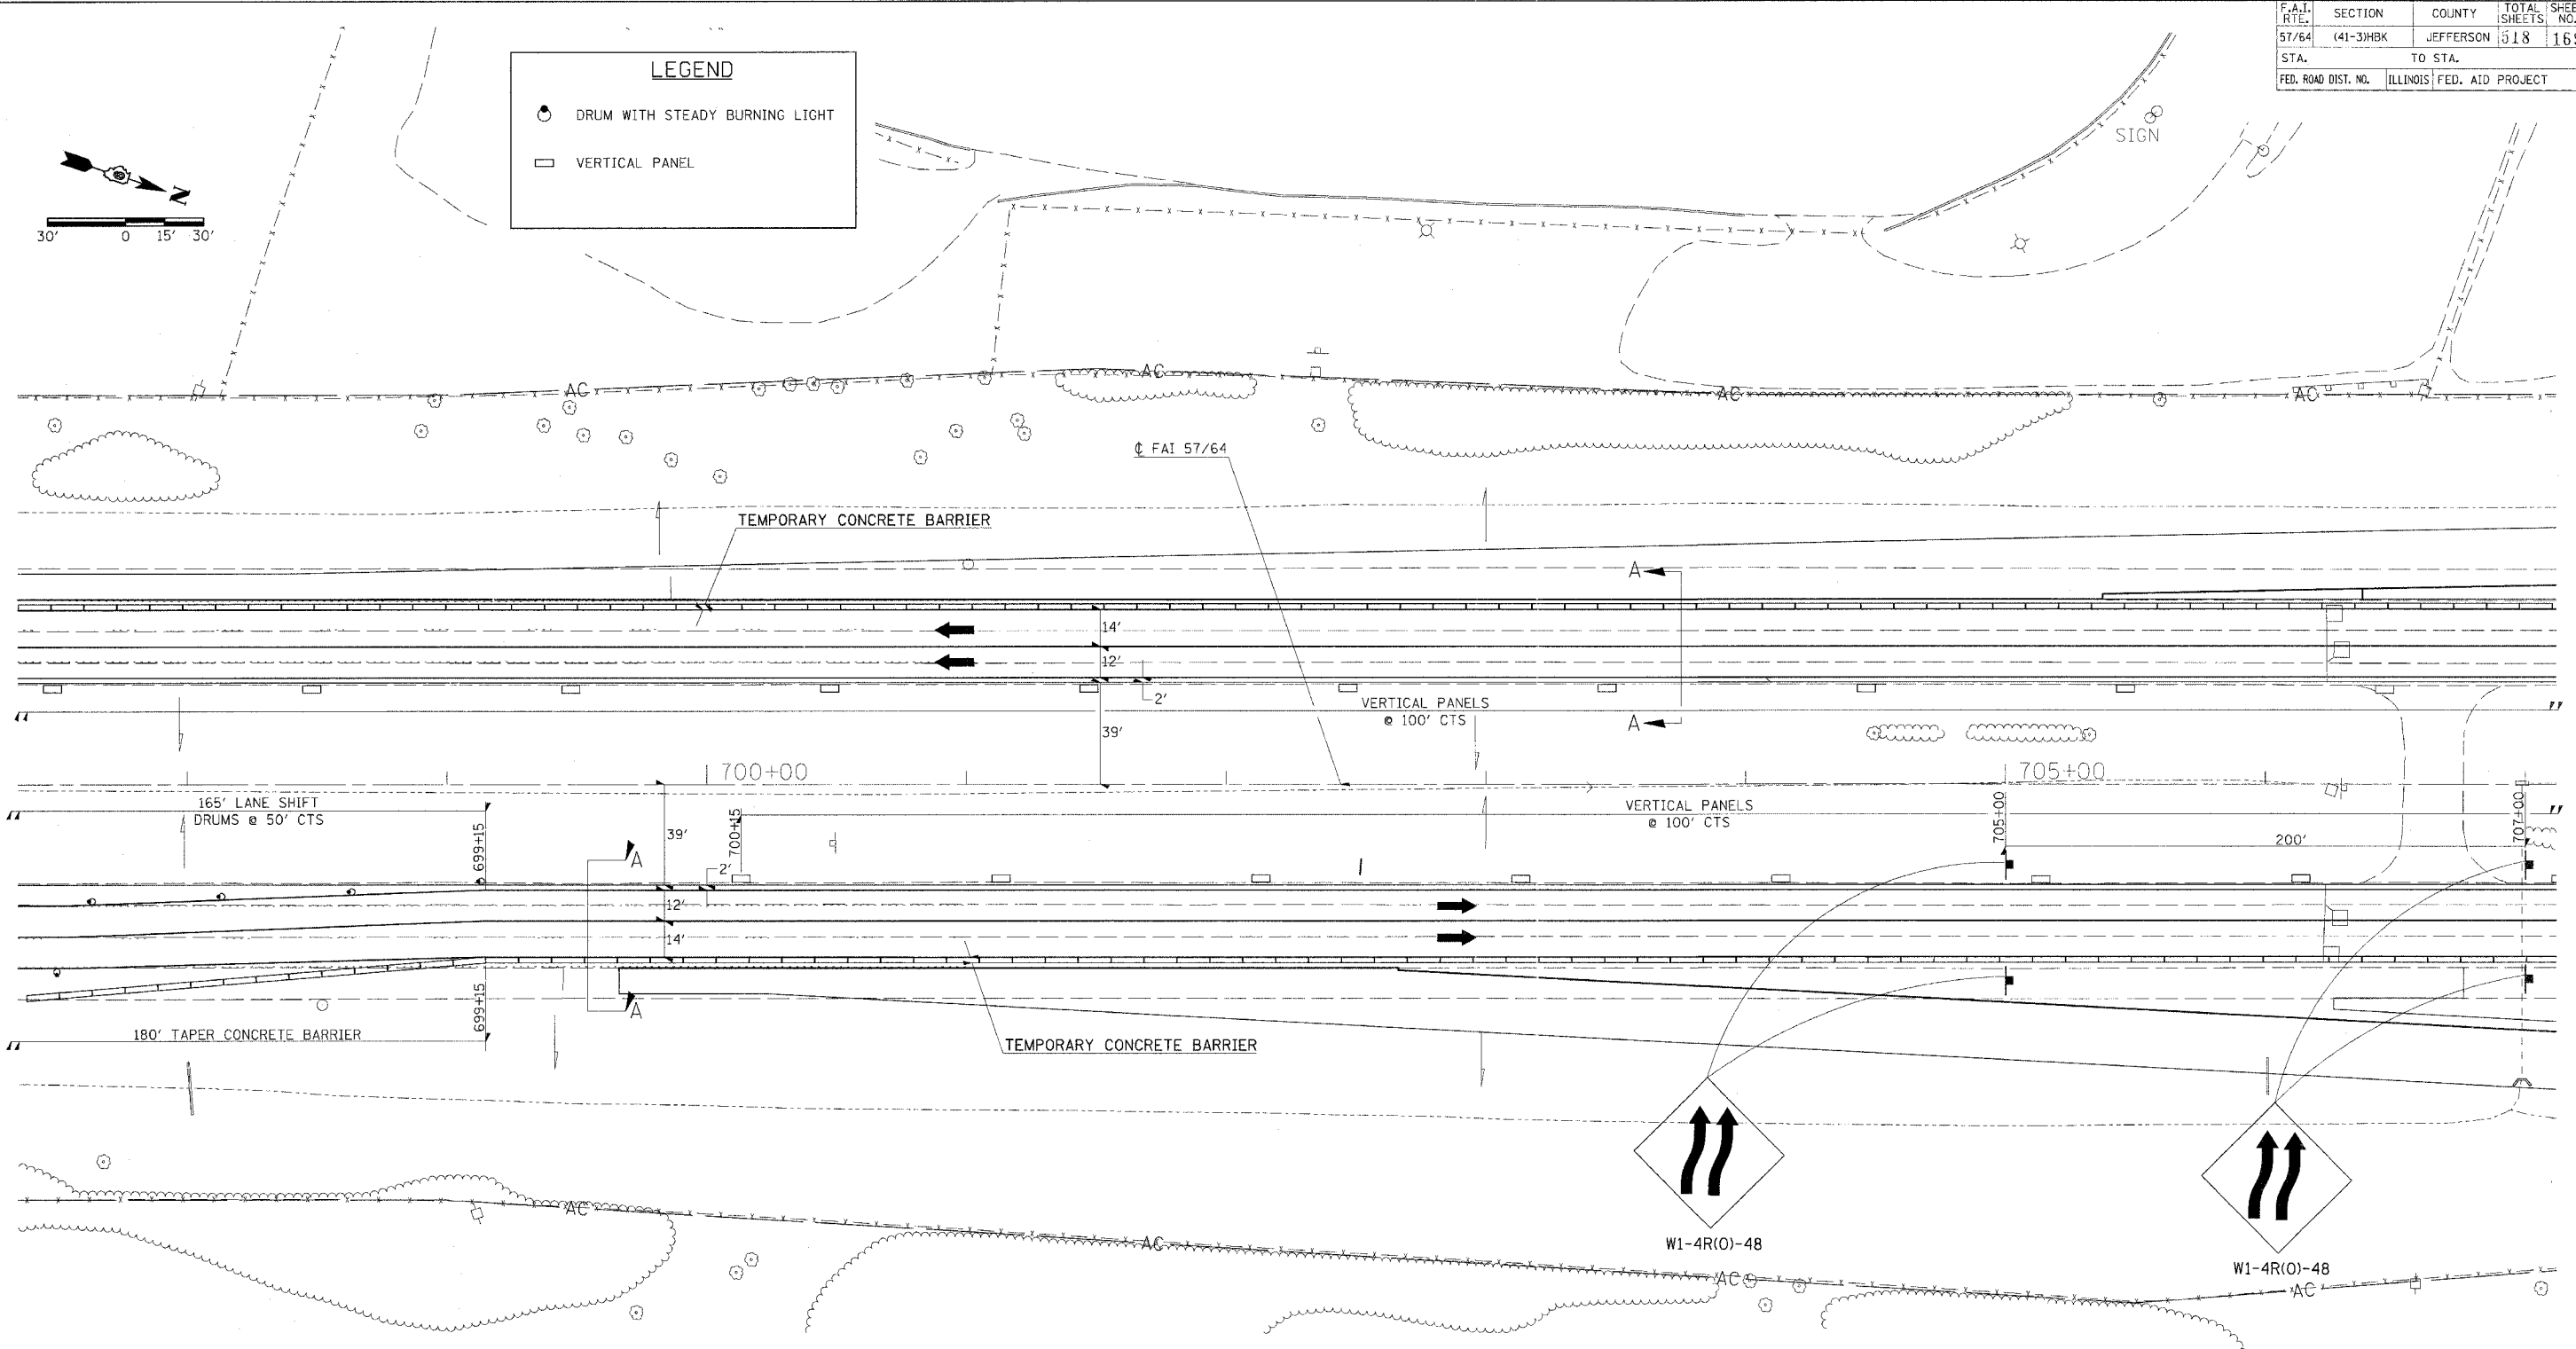 F.A.I. RTE. SECTION COUNTY TOTAL SHEETS
57/64 (41-3)HBK JEFFERSON 518
STA. TO STA.
FED. ROAD DIST. NO. ILLINOIS FED. AID PROJECT
LEGEND
DRUM WITH STEADY BURNING LIGHT
VERTICAL PANEL
N
30' 0 15' 30'
SIGN
AC AC AC AC
℄ FAI 57/64
TEMPORARY CONCRETE BARRIER
A
14'
12'
2'
VERTICAL PANELS
@ 100' CTS
A
39'
700+00 705+00
165' LANE SHIFT
DRUMS @ 50' CTS
699+15
39'
700+15
VERTICAL PANELS
@ 100' CTS
705+00
200'
707+00
A
2'
12'
14'
699+15
A
180' TAPER CONCRETE BARRIER
TEMPORARY CONCRETE BARRIER
W1-4R(O)-48
W1-4R(O)-48
AC AC AC AC